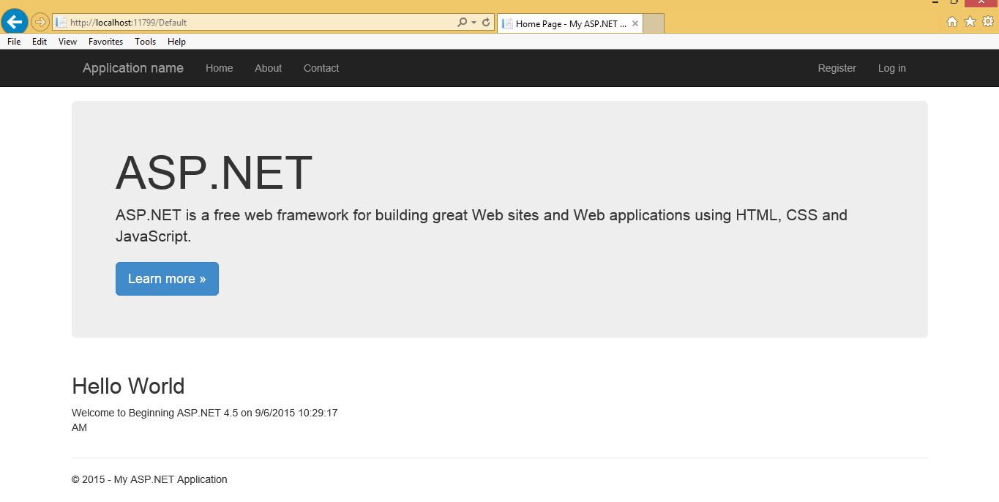 http://localhost:11799/Default
Home Page - My ASP.NET ...
File Edit View Favorites Tools Help
Application name Home About Contact Register Log in
ASP.NET
ASP.NET is a free web framework for building great Web sites and Web applications using HTML, CSS and
JavaScript.
Learn more »
Hello World
Welcome to Beginning ASP.NET 4.5 on 9/6/2015 10:29:17
AM
© 2015 - My ASP.NET Application